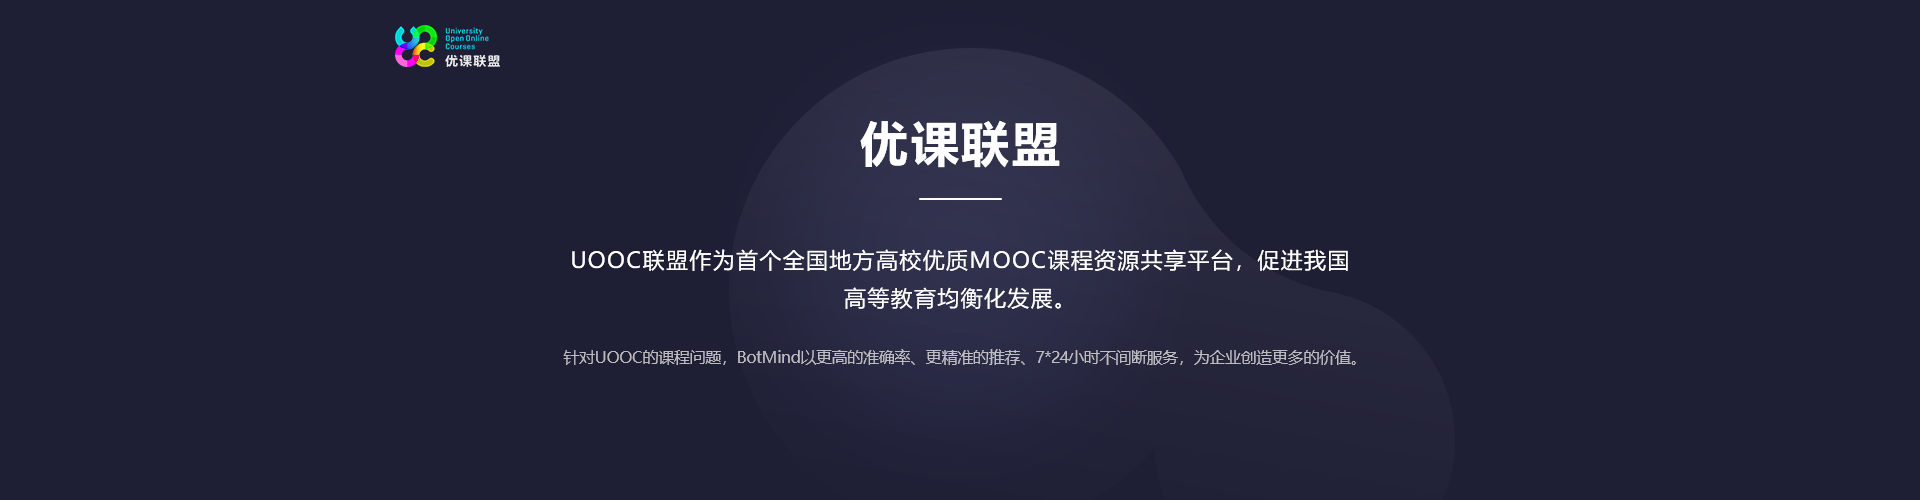 University
Open Online
Courses
优课联盟
优课联盟
UOOC联盟作为首个全国地方高校优质MOOC课程资源共享平台，促进我国
高等教育均衡化发展。
针对UOOC的课程问题，BotMind以更高的准确率、更精准的推荐、7*24小时不间断服务，为企业创造更多的价值。